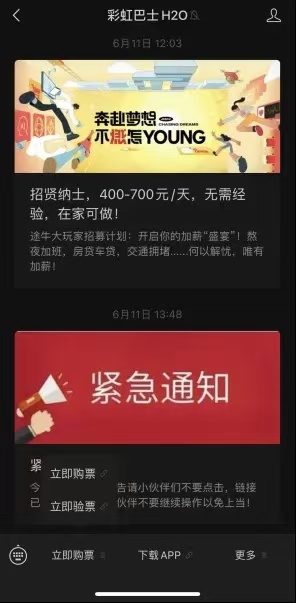 彩虹巴士 H2O
6月11日 12:03
奔赴梦想
CHASING DREAMS
不抵怎YOUNG
招贤纳士，400-700元/天，无需经
验，在家可做！
途牛大玩家招募计划：开启你的加薪“盛宴”！熬
夜加班，房贷车贷、交通拥堵……何以解忧，唯有
加薪！
6月11日 13:48
紧急通知
紧
立即购票
今
告请小伙伴们不要点击，链接
已
立即验票
伙伴不要继续操作以免上当！
立即购票
下载APP
更多